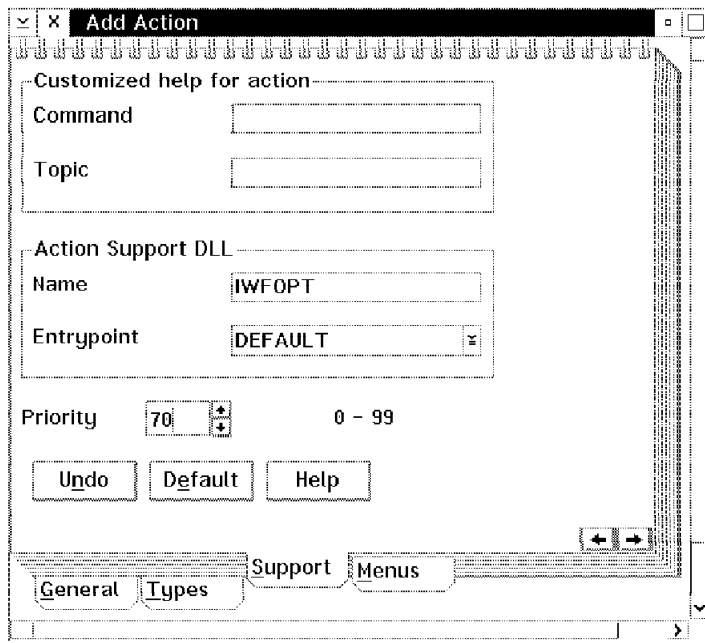 Add Action
Customized help for action
Command
Topic
Action Support DLL
Name IWFOPT
Entrypoint DEFAULT
Priority 70 0 - 99
Undo Default Help
General Types Support Menus